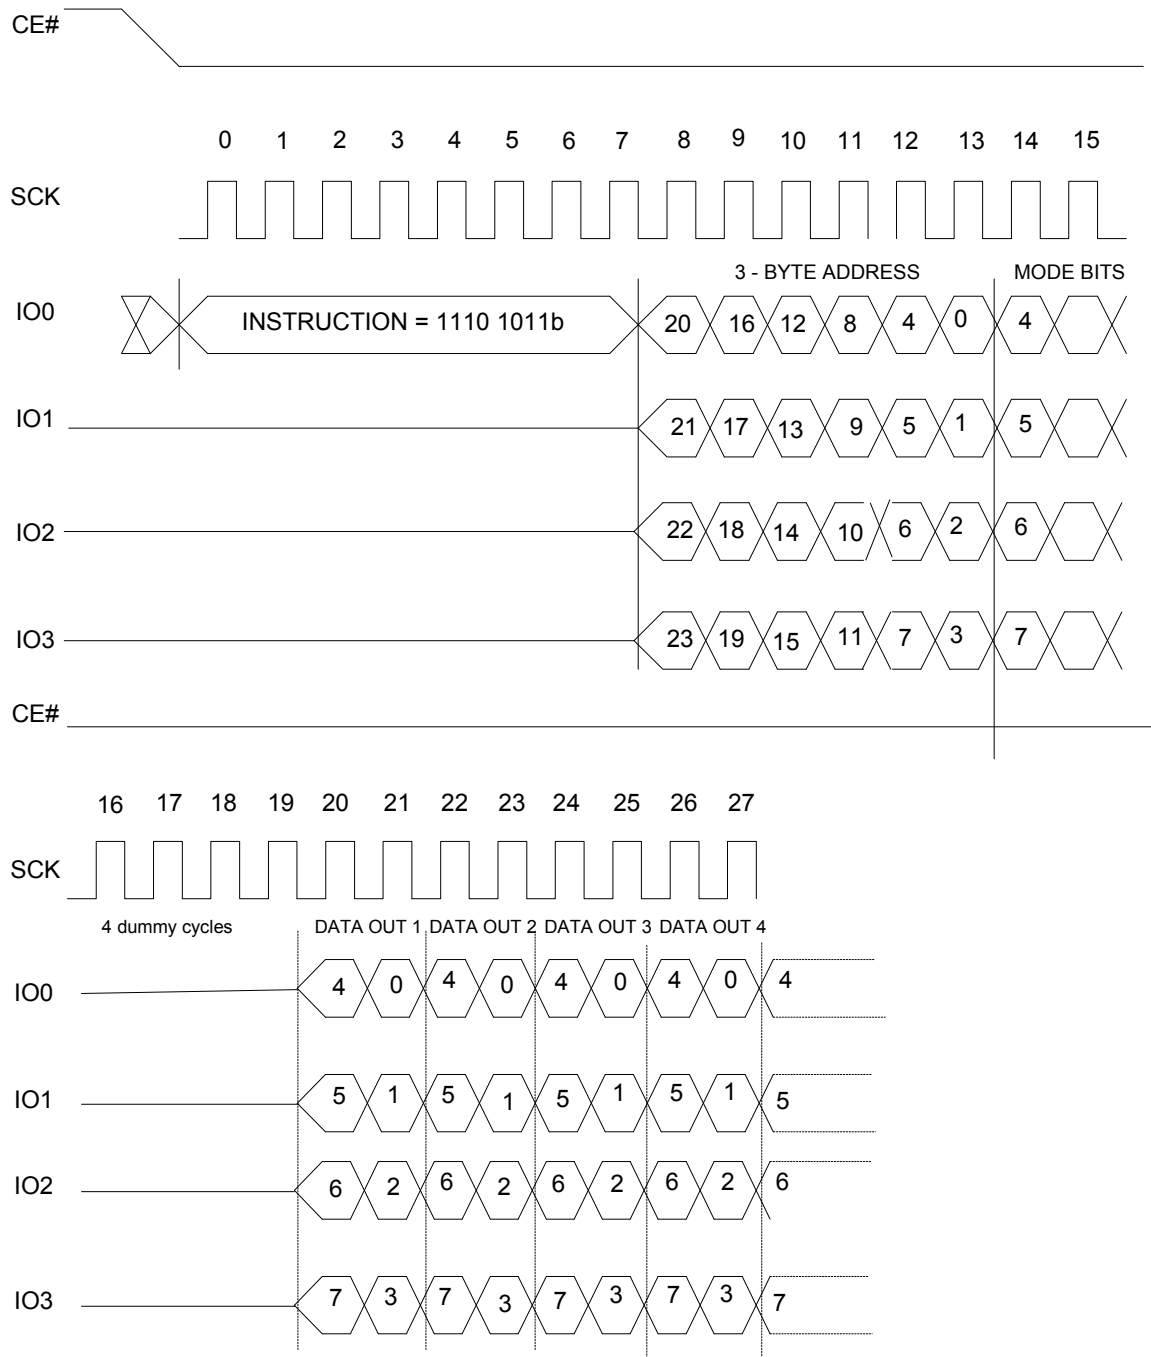 CE#
0 1 2 3 4 5 6 7 8 9 10 11 12 13 14 15
SCK
3 - BYTE ADDRESS MODE BITS
IO0 INSTRUCTION = 1110 1011b 20 16 12 8 4 0 4
IO1 21 17 13 9 5 1 5
IO2 22 18 14 10 6 2 6
IO3 23 19 15 11 7 3 7
CE#
16 17 18 19 20 21 22 23 24 25 26 27
SCK
4 dummy cycles DATA OUT 1 DATA OUT 2 DATA OUT 3 DATA OUT 4
IO0 4 0 4 0 4 0 4 0 4
IO1 5 1 5 1 5 1 5 1 5
IO2 6 2 6 2 6 2 6 2 6
IO3 7 3 7 3 7 3 7 3 7